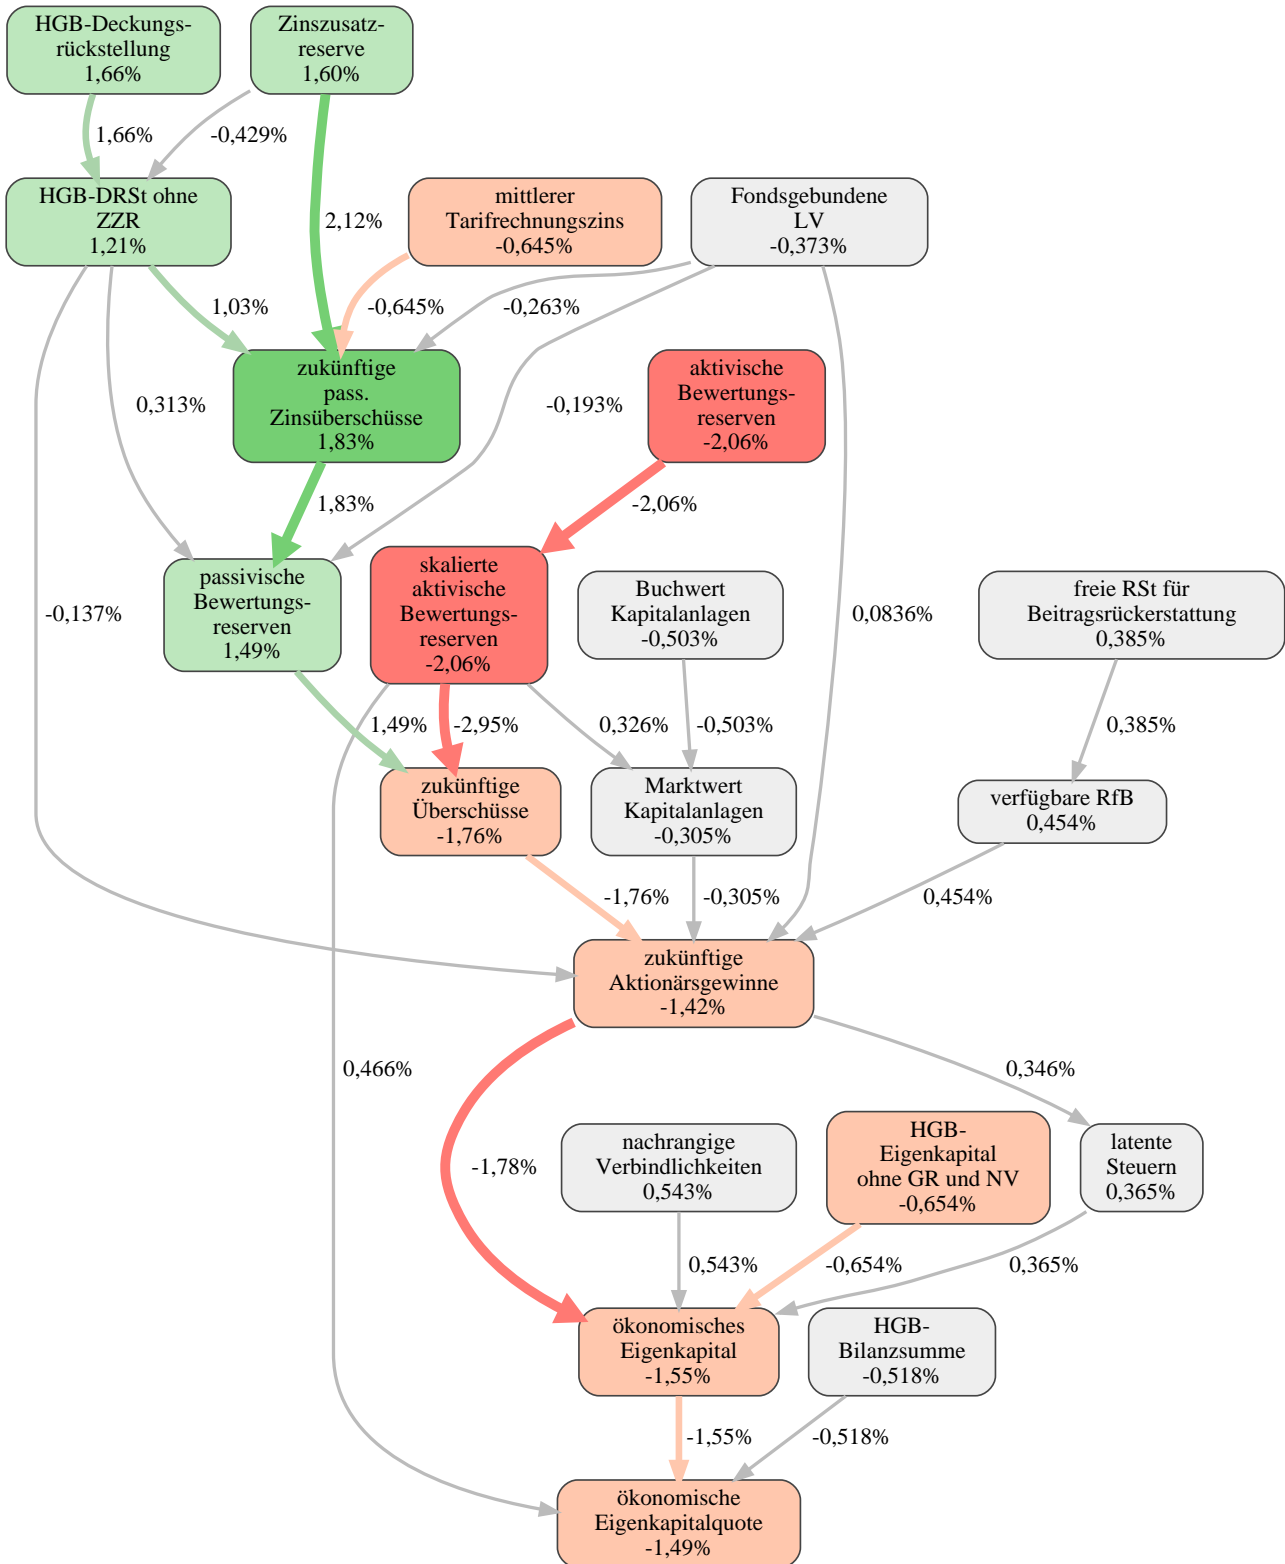 HGB-Deckungs-
rückstellung
1,66%
Zinszusatz-
reserve
1,60%
1,66%
-0,429%
HGB-DRSt ohne
ZZR
1,21%
2,12%
mittlerer
Tarifrechnungszins
-0,645%
Fondsgebundene
LV
-0,373%
1,03%
-0,645%
-0,263%
0,313%
zukünftige
pass.
Zinsüberschüsse
1,83%
-0,193%
aktivische
Bewertungs-
reserven
-2,06%
1,83%
-2,06%
-0,137%
passivische
Bewertungs-
reserven
1,49%
skalierte
aktivische
Bewertungs-
reserven
-2,06%
Buchwert
Kapitalanlagen
-0,503%
0,0836%
freie RSt für
Beitragsrückerstattung
0,385%
1,49%
-2,95%
0,326%
-0,503%
0,385%
zukünftige
Überschüsse
-1,76%
Marktwert
Kapitalanlagen
-0,305%
verfügbare RfB
0,454%
-1,76%
-0,305%
0,454%
zukünftige
Aktionärsgewinne
-1,42%
0,466%
0,346%
-1,78%
nachrangige
Verbindlichkeiten
0,543%
HGB-
Eigenkapital
ohne GR und NV
-0,654%
latente
Steuern
0,365%
0,543%
-0,654%
0,365%
ökonomisches
Eigenkapital
-1,55%
HGB-
Bilanzsumme
-0,518%
-1,55%
-0,518%
ökonomische
Eigenkapitalquote
-1,49%